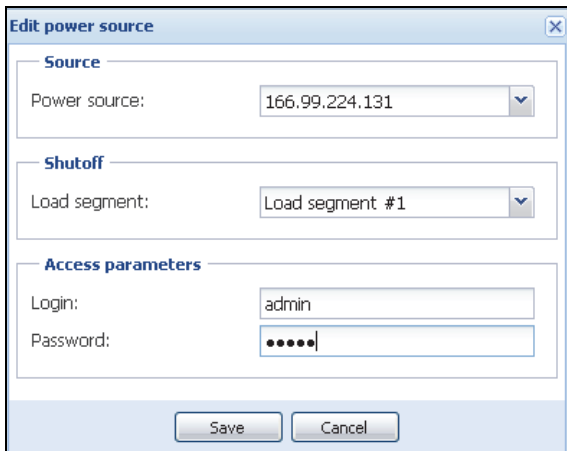 Edit power source
Source
Power source: 166.99.224.131
Shutoff
Load segment: Load segment #1
Access parameters
Login: admin
Password: •••••
Save Cancel